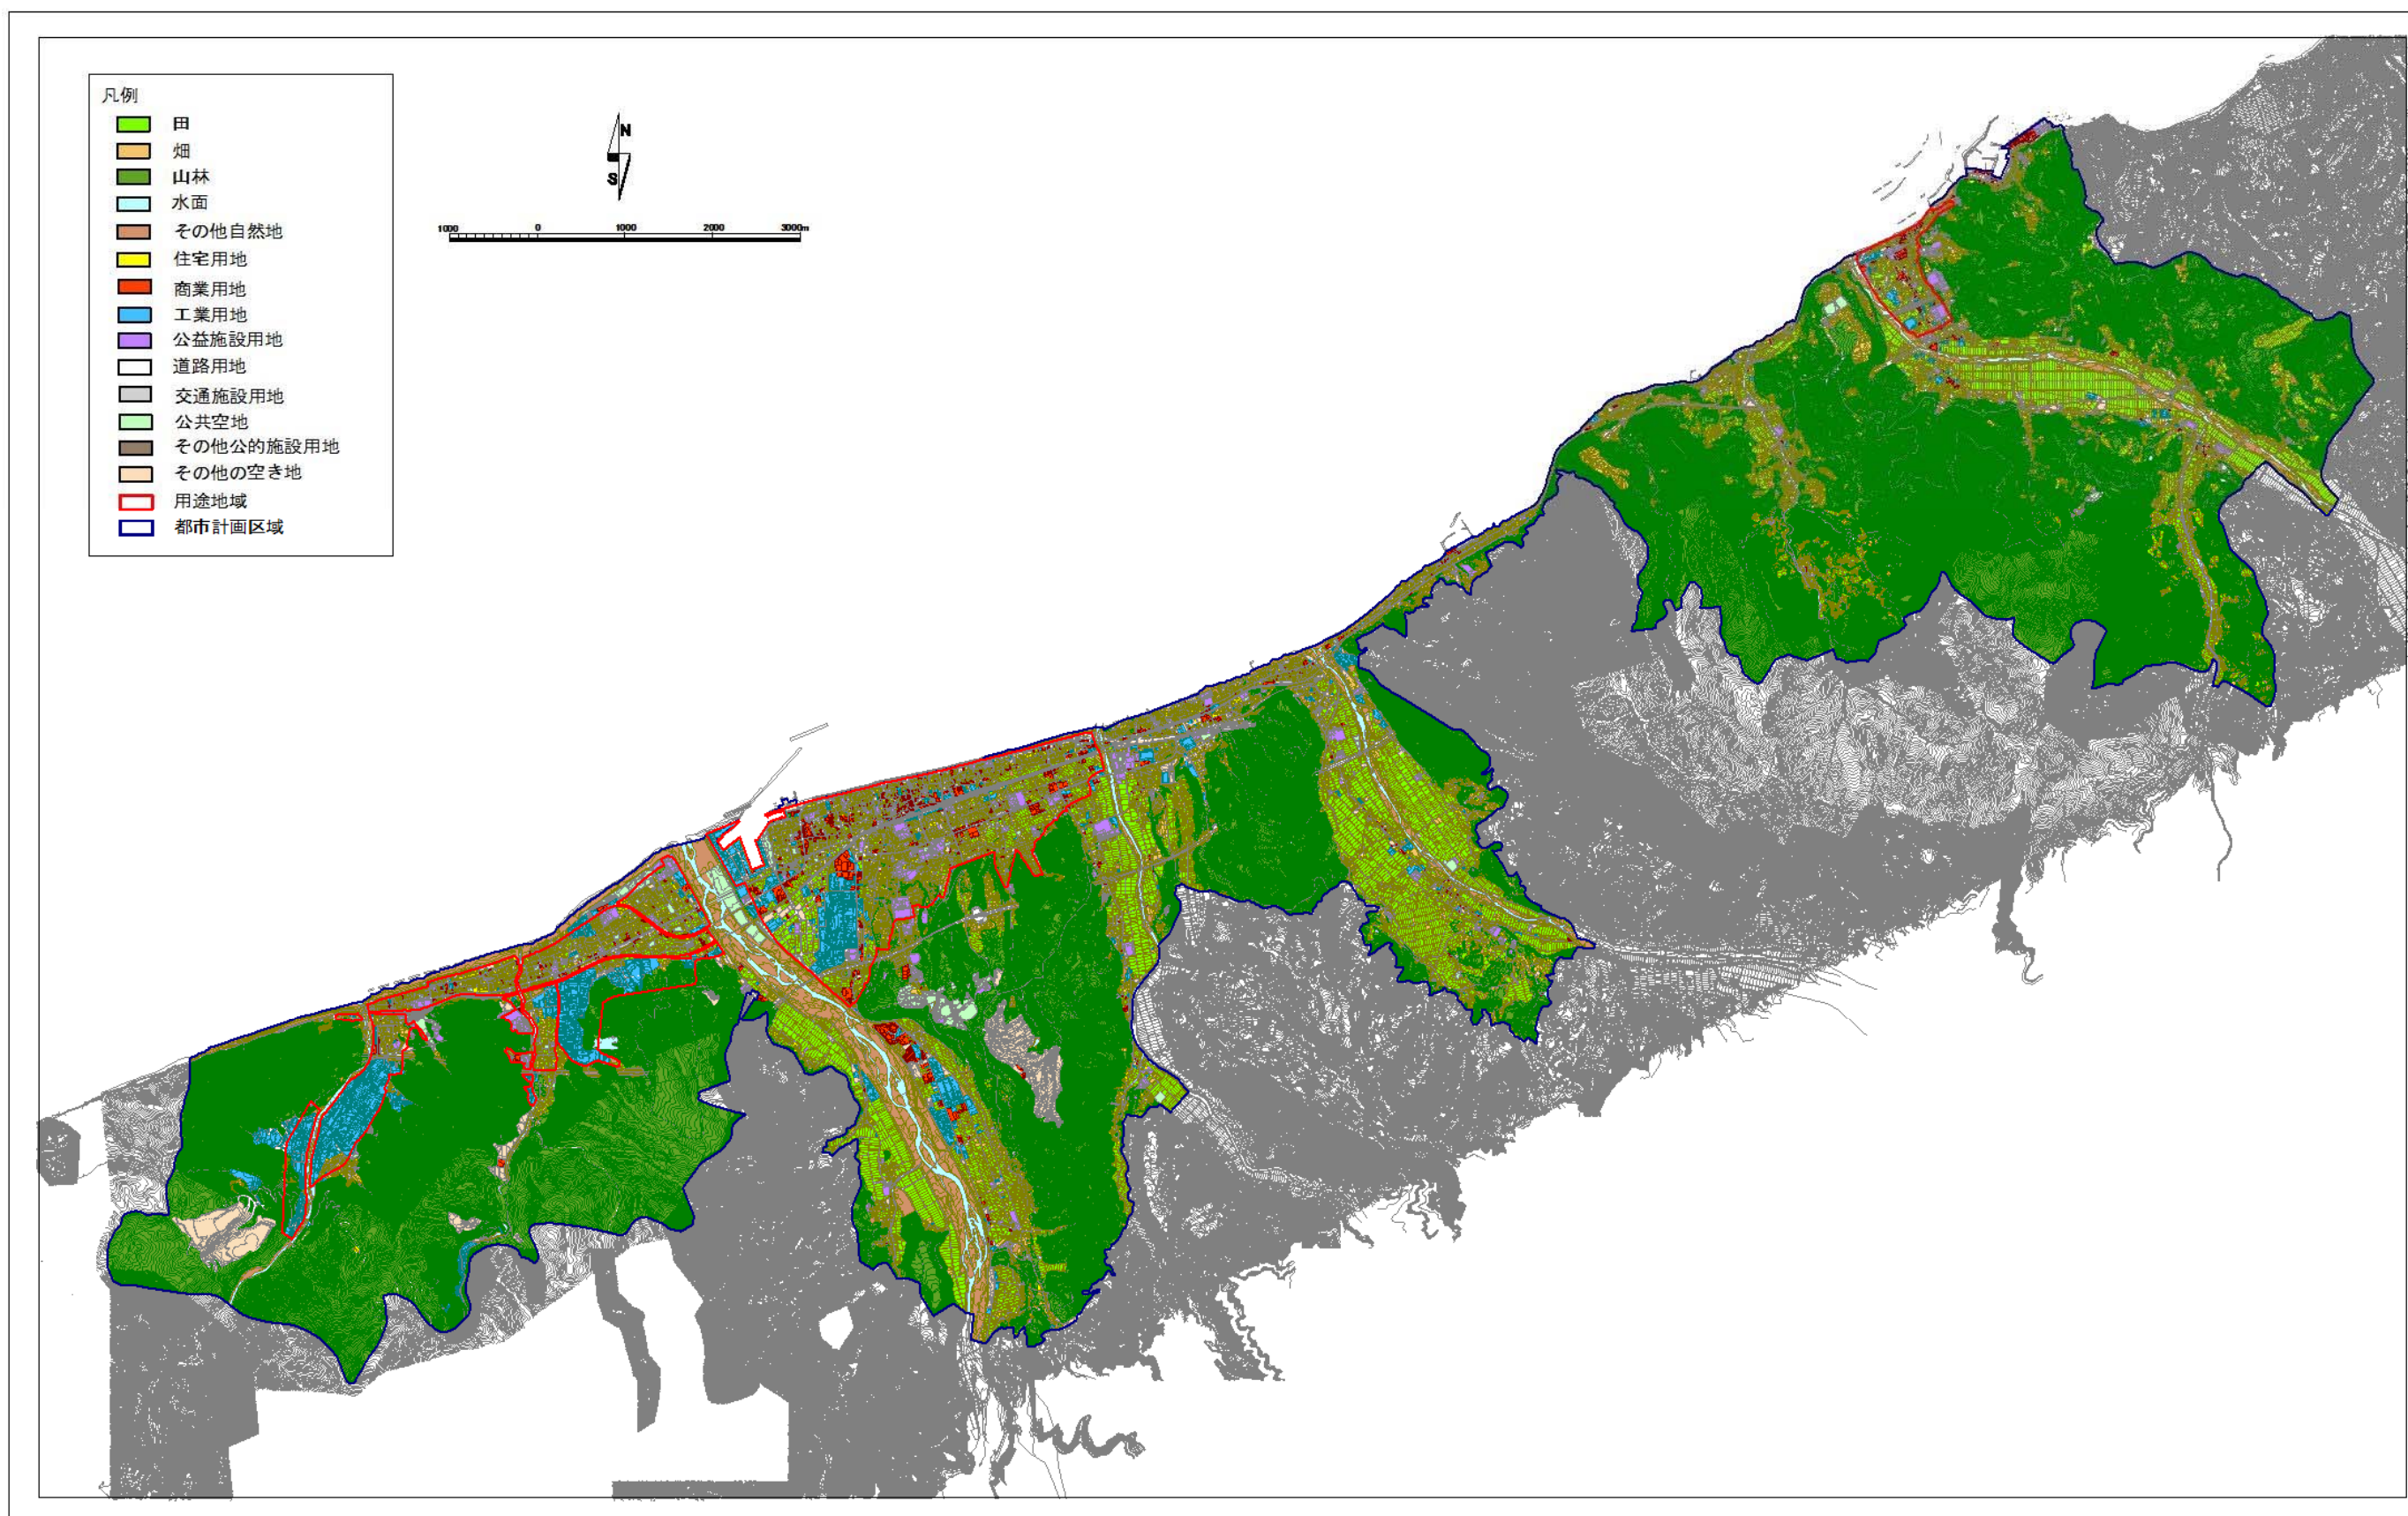 凡例
田
畑
山林
水面
その他自然地
住宅用地
商業用地
工業用地
公益施設用地
道路用地
交通施設用地
公共空地
その他公的施設用地
その他の空き地
用途地域
都市計画区域
N
S
1000 0 1000 2000 3000m